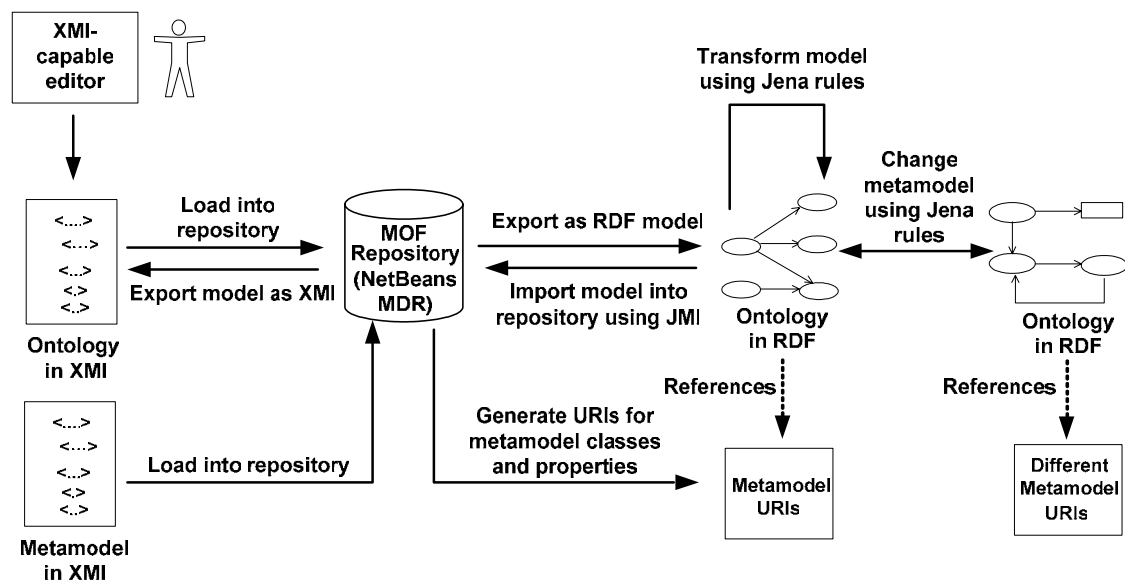 XMI-
capable
editor
Transform model
using Jena rules
Change
metamodel
using Jena
rules
Load into
repository
Export model as XMI
MOF
Repository
(NetBeans
MDR)
Export as RDF model
Import model into
repository using JMI
<....>
<....>
<...>
<.>
<..>
Ontology
in XMI
Ontology
in RDF
Ontology
in RDF
References
References
<....>
<....>
<...>
<.>
<..>
Metamodel
in XMI
Load into repository
Generate URIs for
metamodel classes
and properties
Metamodel
URIs
Different
Metamodel
URIs